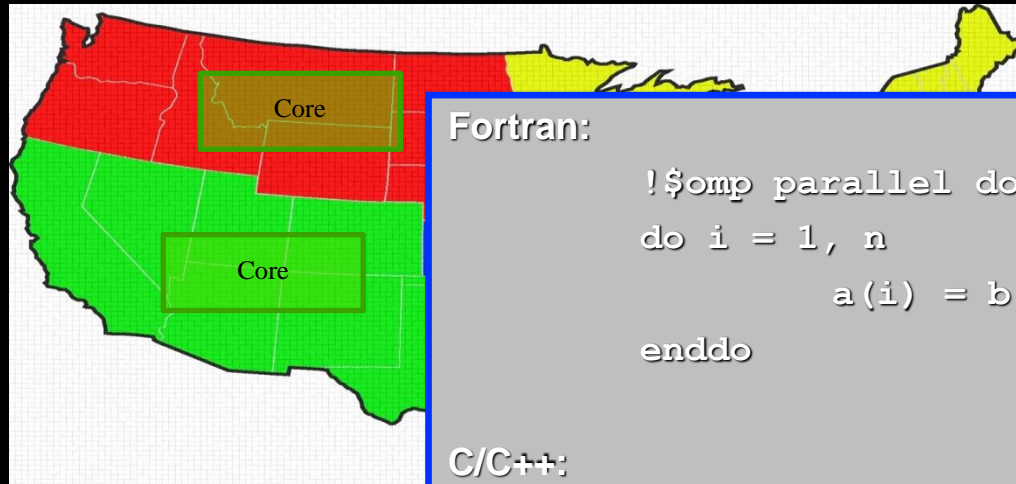 Core
Core
Fortran:
!$omp parallel do
do i = 1, n
a(i) = b
enddo
C/C++: